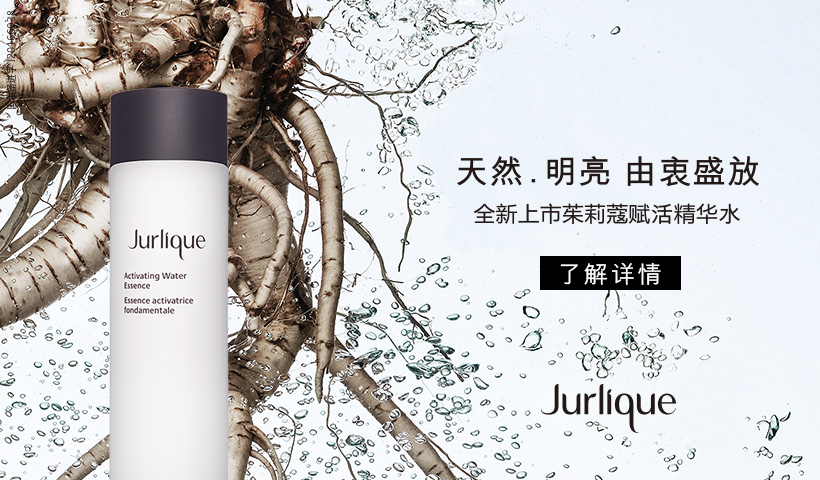 Jurlique
Activating Water
Essence
Essence activatrice
fondamentale
天然.明亮 由衷盛放
全新上市茱莉蔻赋活精华水
了解详情
Jurlique